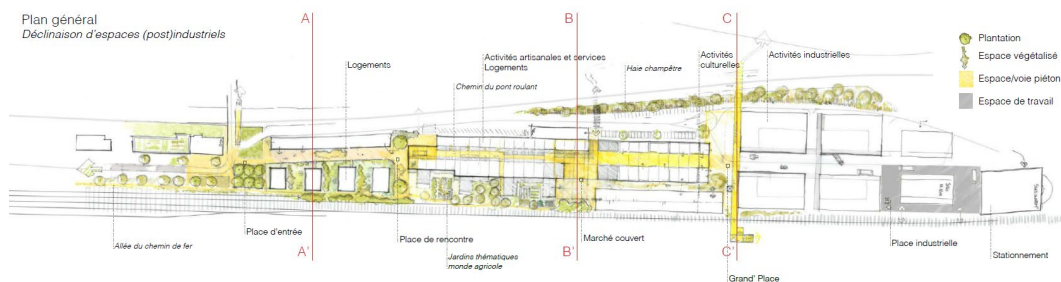 Plan général
Déclinaison d'espaces (post)industriels
A
B
C
Plantation
Espace végétalisé
Espace/voie piéton
Espace de travail
Logements
Activités artisanales et services
Logements
Chemin du pont roulant
Haie champêtre
Activités
culturelles
Activités industrielles
Allée du chemin de fer
Place d'entrée
A'
Place de rencontre
Jardins thématiques
monde agricole
B'
Marché couvert
C'
Grand' Place
Place industrielle
Stationnement